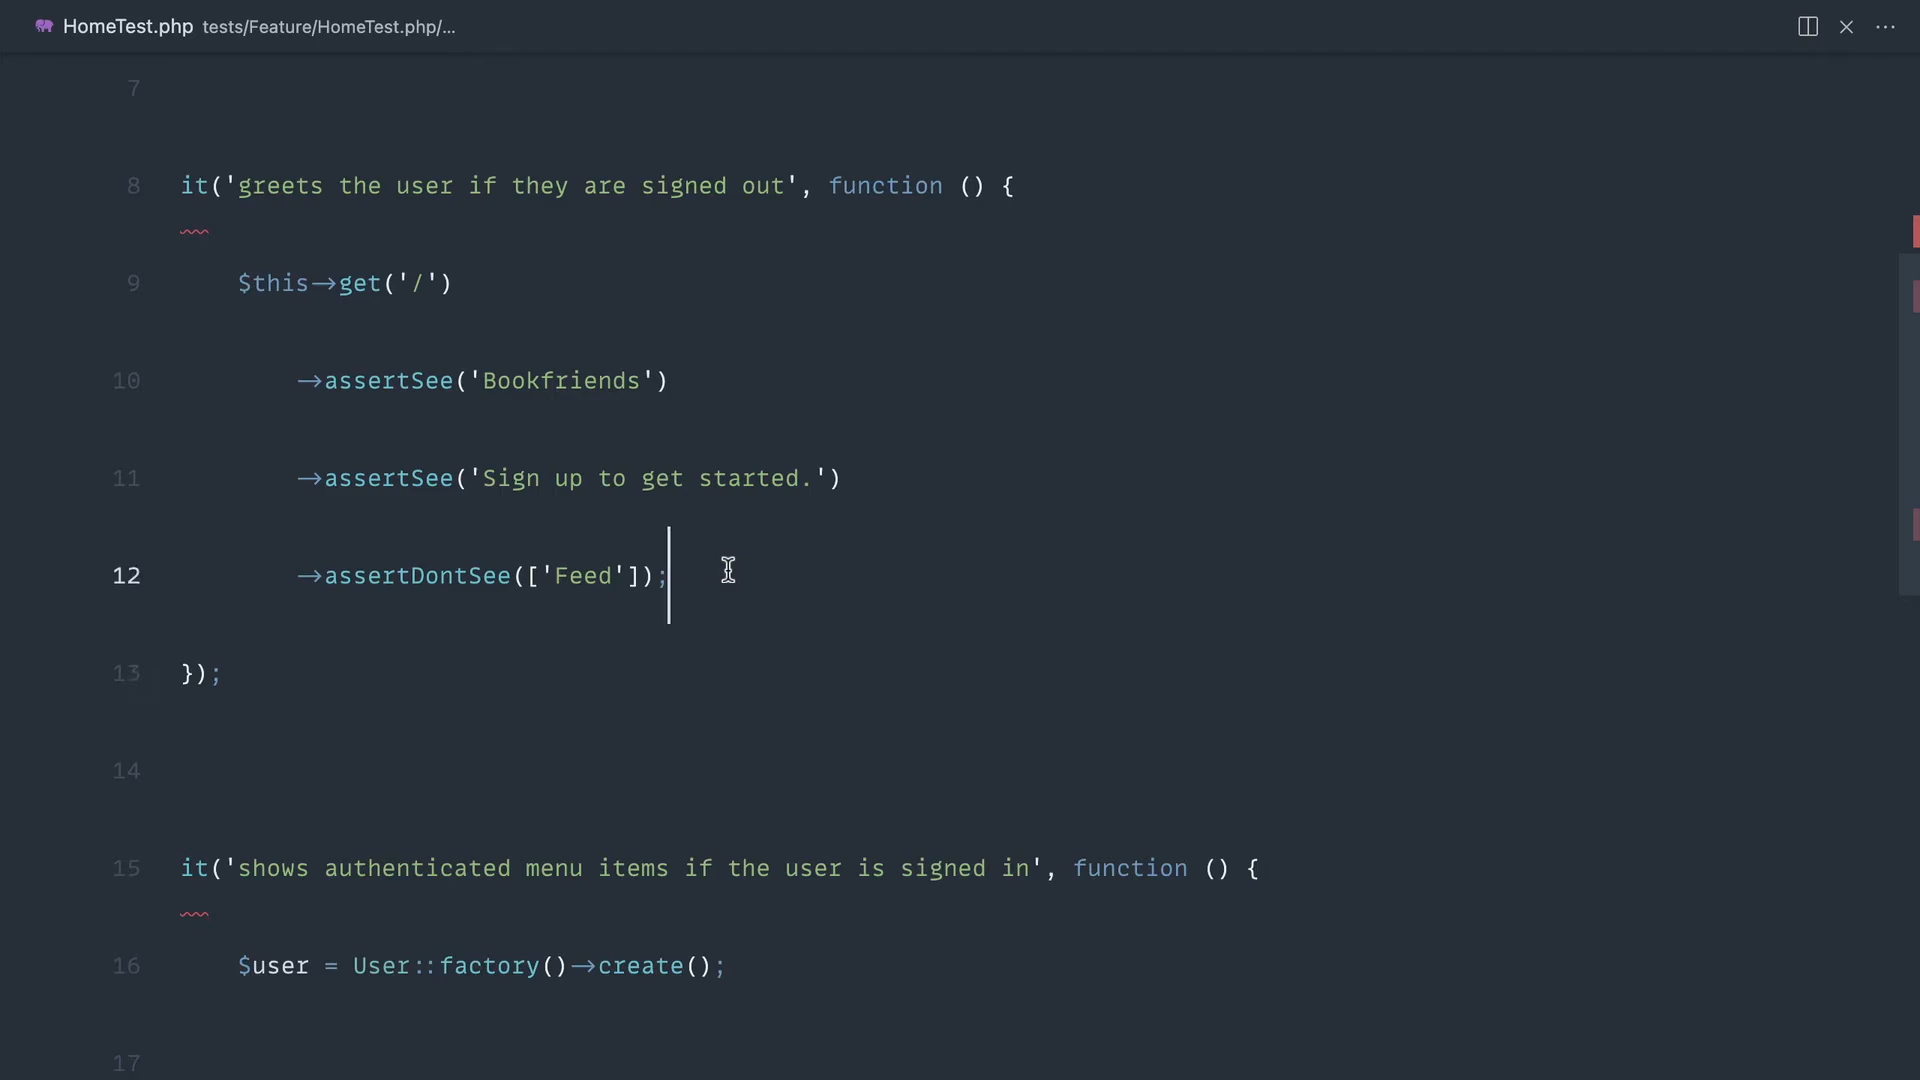 HomeTest.php tests/Feature/HomeTest.php/...
7
8 it('greets the user if they are signed out', function () {
9 $this->get('/')
10 ->assertSee('Bookfriends')
11 ->assertSee('Sign up to get started.')
12 ->assertDontSee(['Feed']);
13 });
14
15 it('shows authenticated menu items if the user is signed in', function () {
16 $user = User::factory()->create();
17